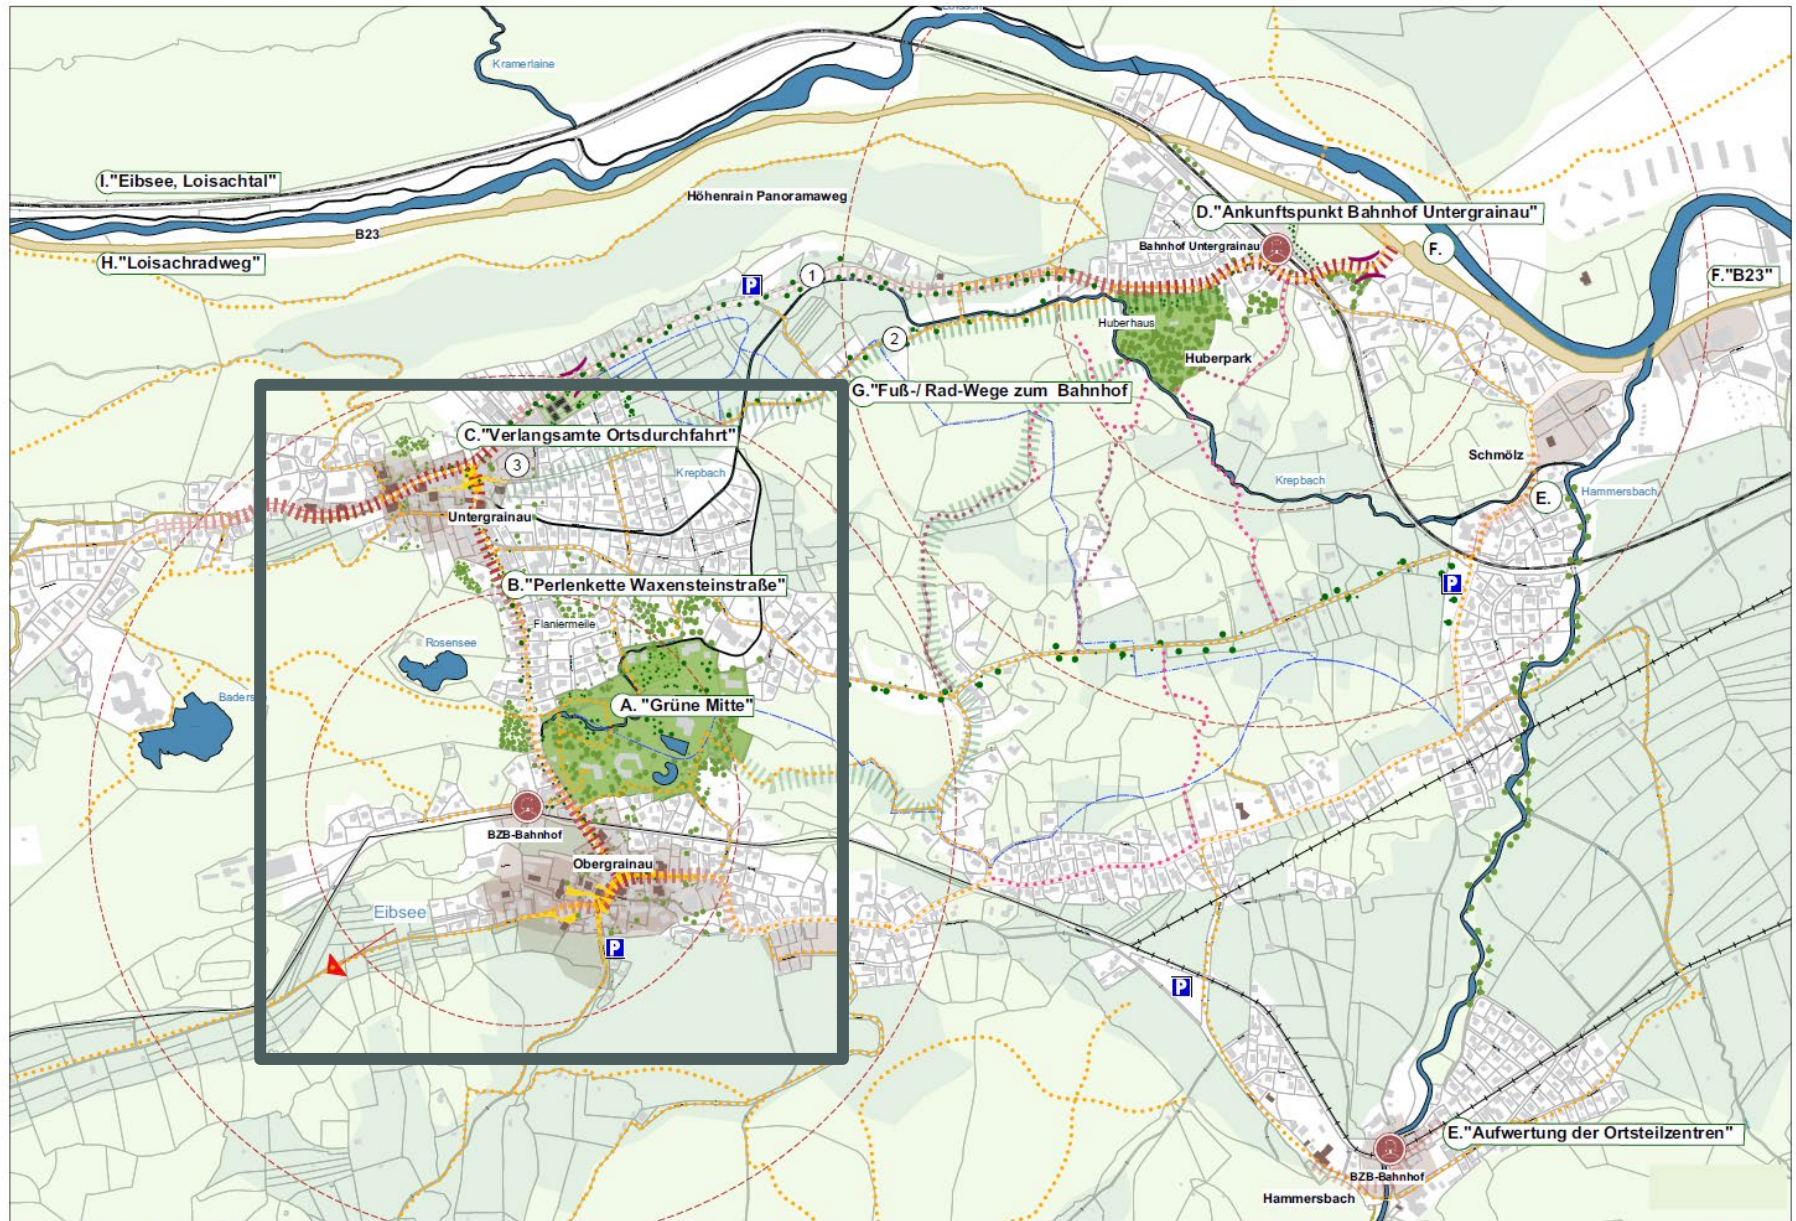 Loisach
Kramerlaine
I."Eibsee, Loisachtal"
Höhenrain Panoramaweg
B23
D."Ankunftspunkt Bahnhof Untergrainau"
Bahnhof Untergrainau
F.
H."Loisachradweg"
F."B23"
P
1
2
Huberhaus
Huberpark
G."Fuß-/ Rad-Wege zum Bahnhof
C."Verlangsamte Ortsdurchfahrt"
3
Krepbach
Schmölz
Krepbach
Hammersbach
E.
Untergrainau
B."Perlenkette Waxensteinstraße"
P
Flaniermeile
Rosensee
Baders
A. "Grüne Mitte"
BZB-Bahnhof
Obergrainau
Eibsee
P
P
E."Aufwertung der Ortsteilzentren"
BZB-Bahnhof
Hammersbach